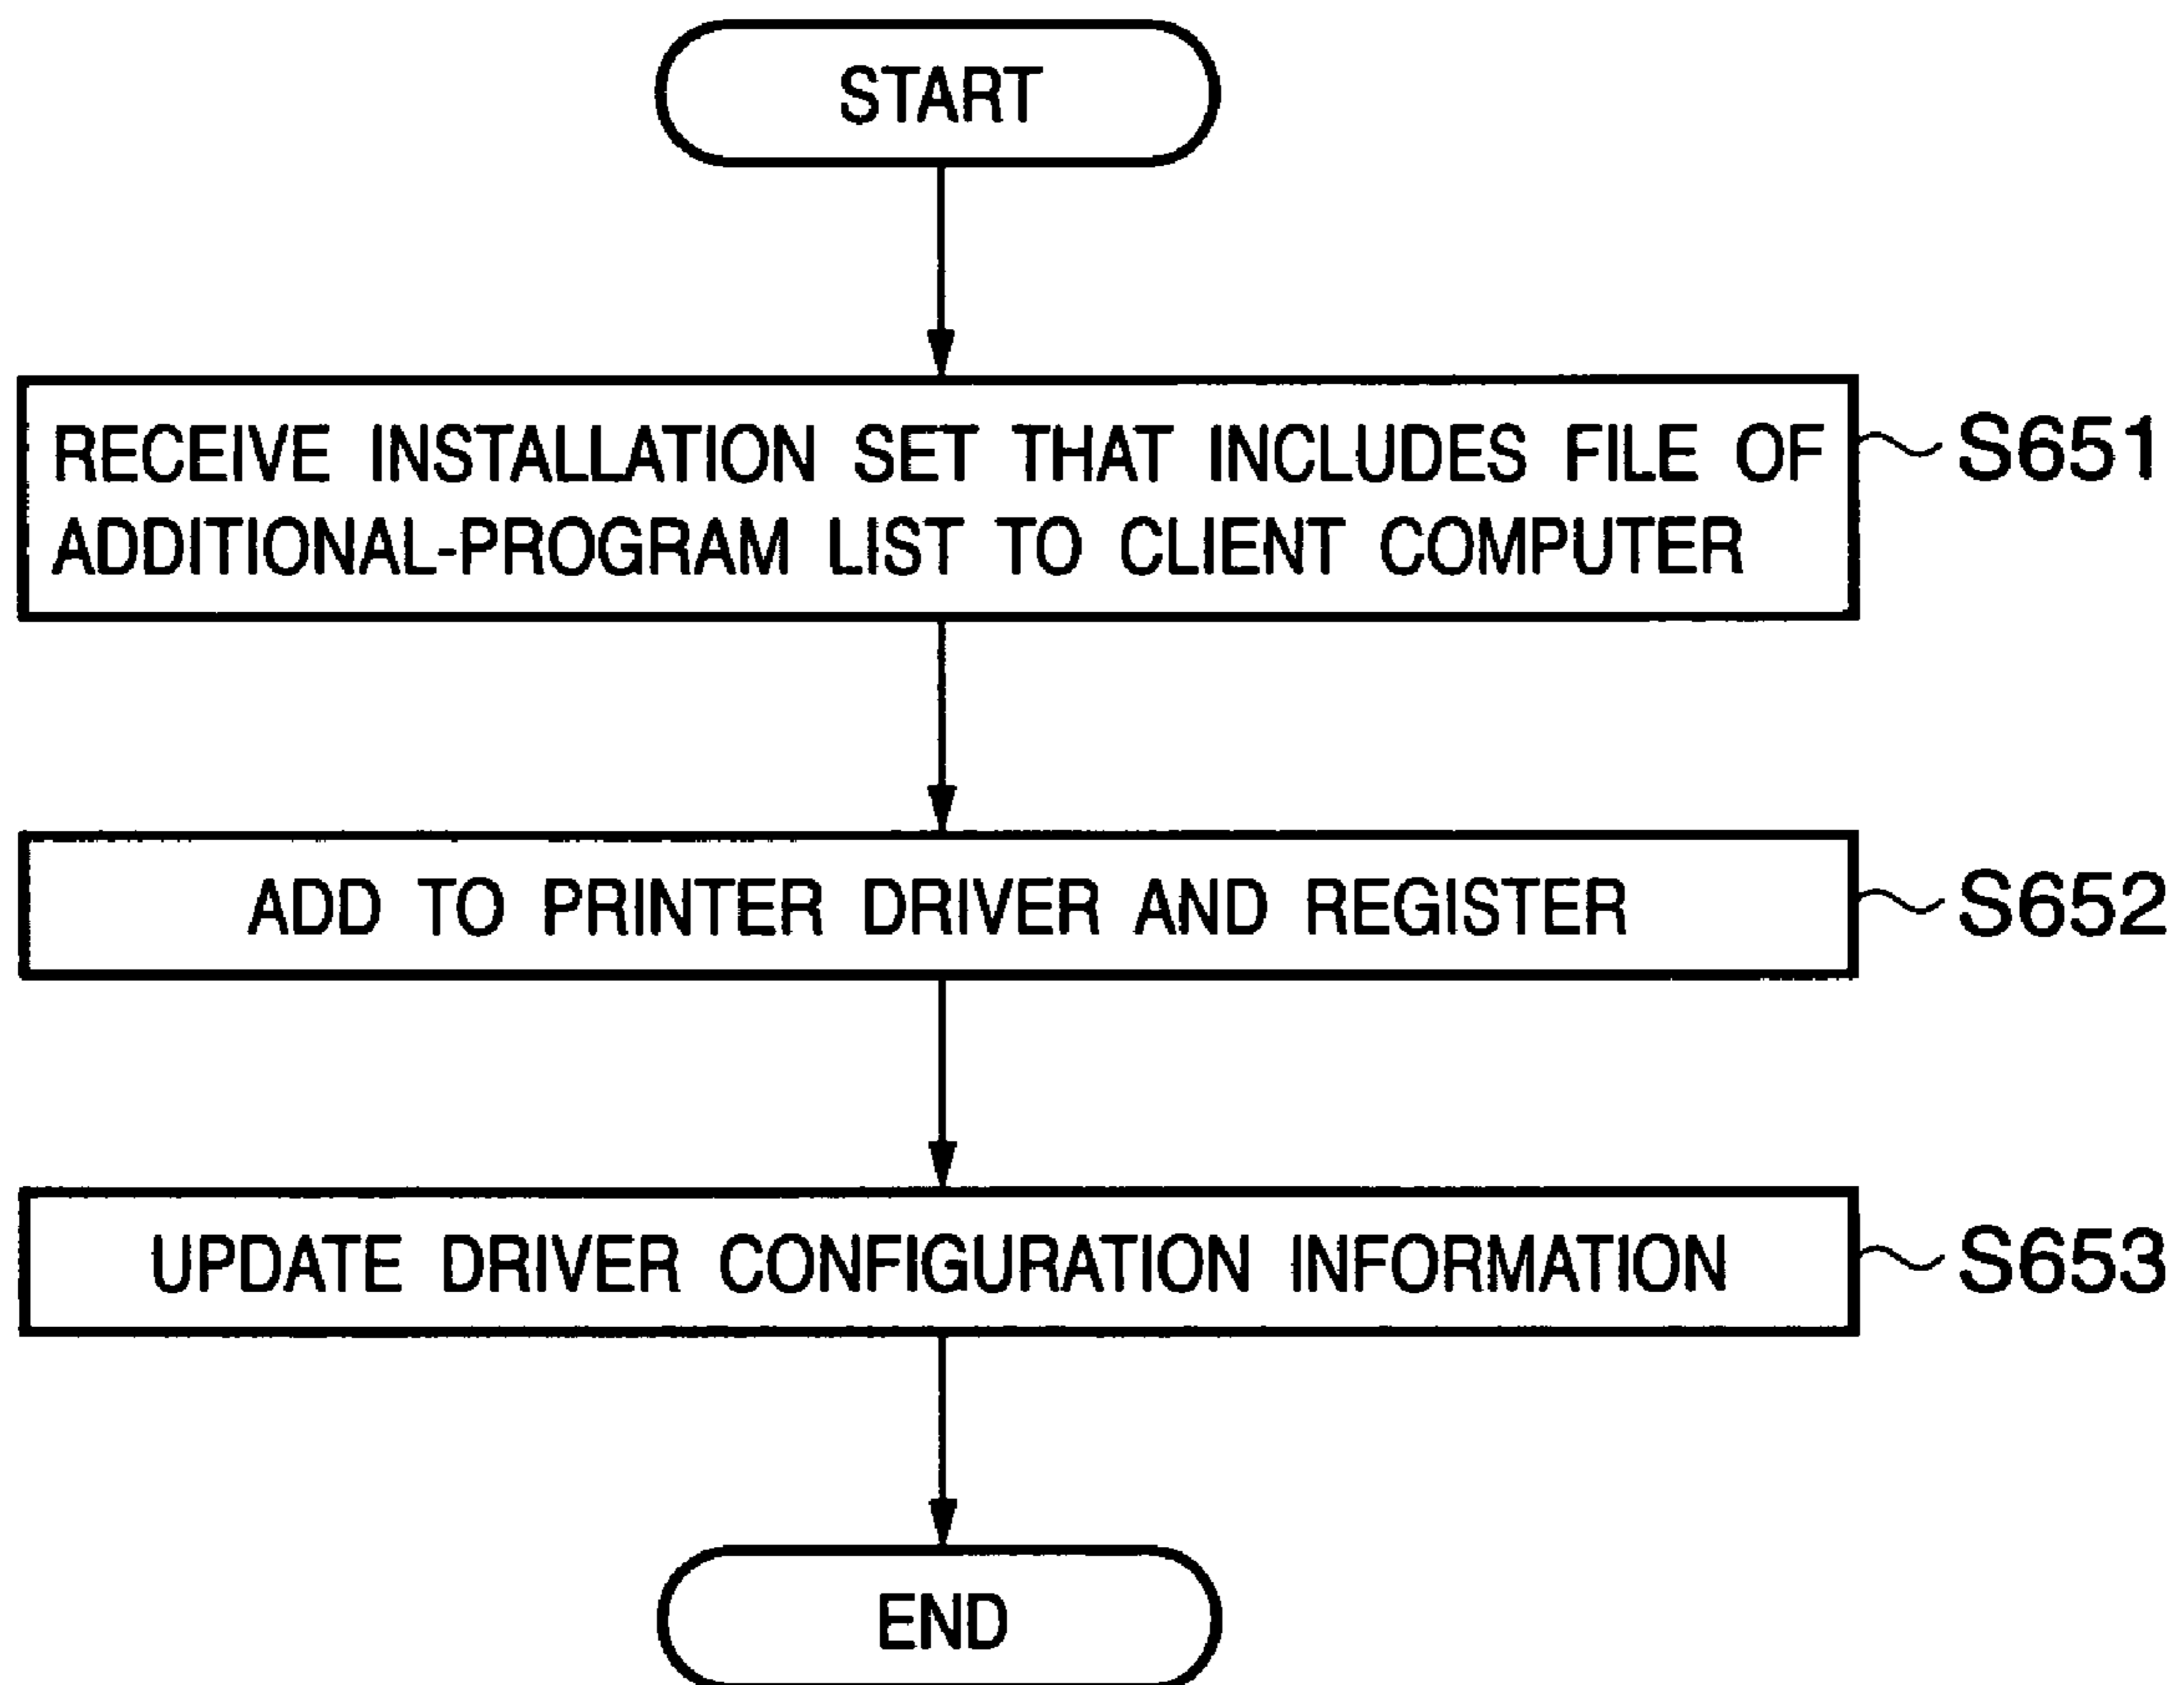 START
RECEIVE INSTALLATION SET THAT INCLUDES FILE OF
ADDITIONAL-PROGRAM LIST TO CLIENT COMPUTER
S651
ADD TO PRINTER DRIVER AND REGISTER
S652
UPDATE DRIVER CONFIGURATION INFORMATION
S653
END